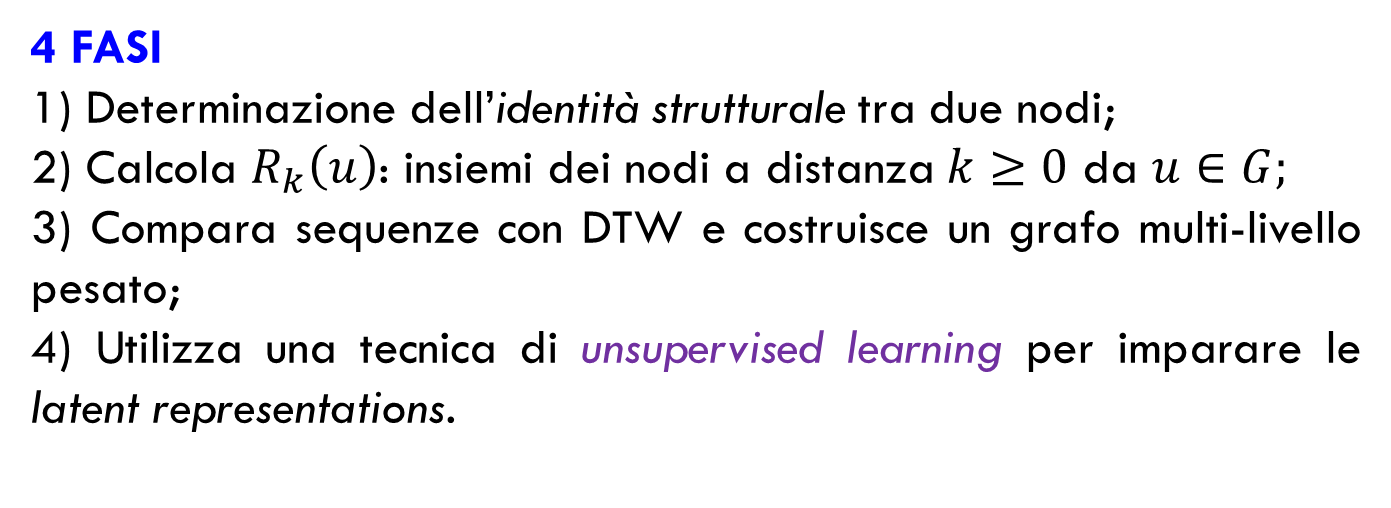 4 FASI
1) Determinazione dell’identità strutturale tra due nodi;
2) Calcola R_k(u): insiemi dei nodi a distanza k ≥ 0 da u ∈ G;
3) Compara sequenze con DTW e costruisce un grafo multi-livello
pesato;
4) Utilizza una tecnica di unsupervised learning per imparare le
latent representations.